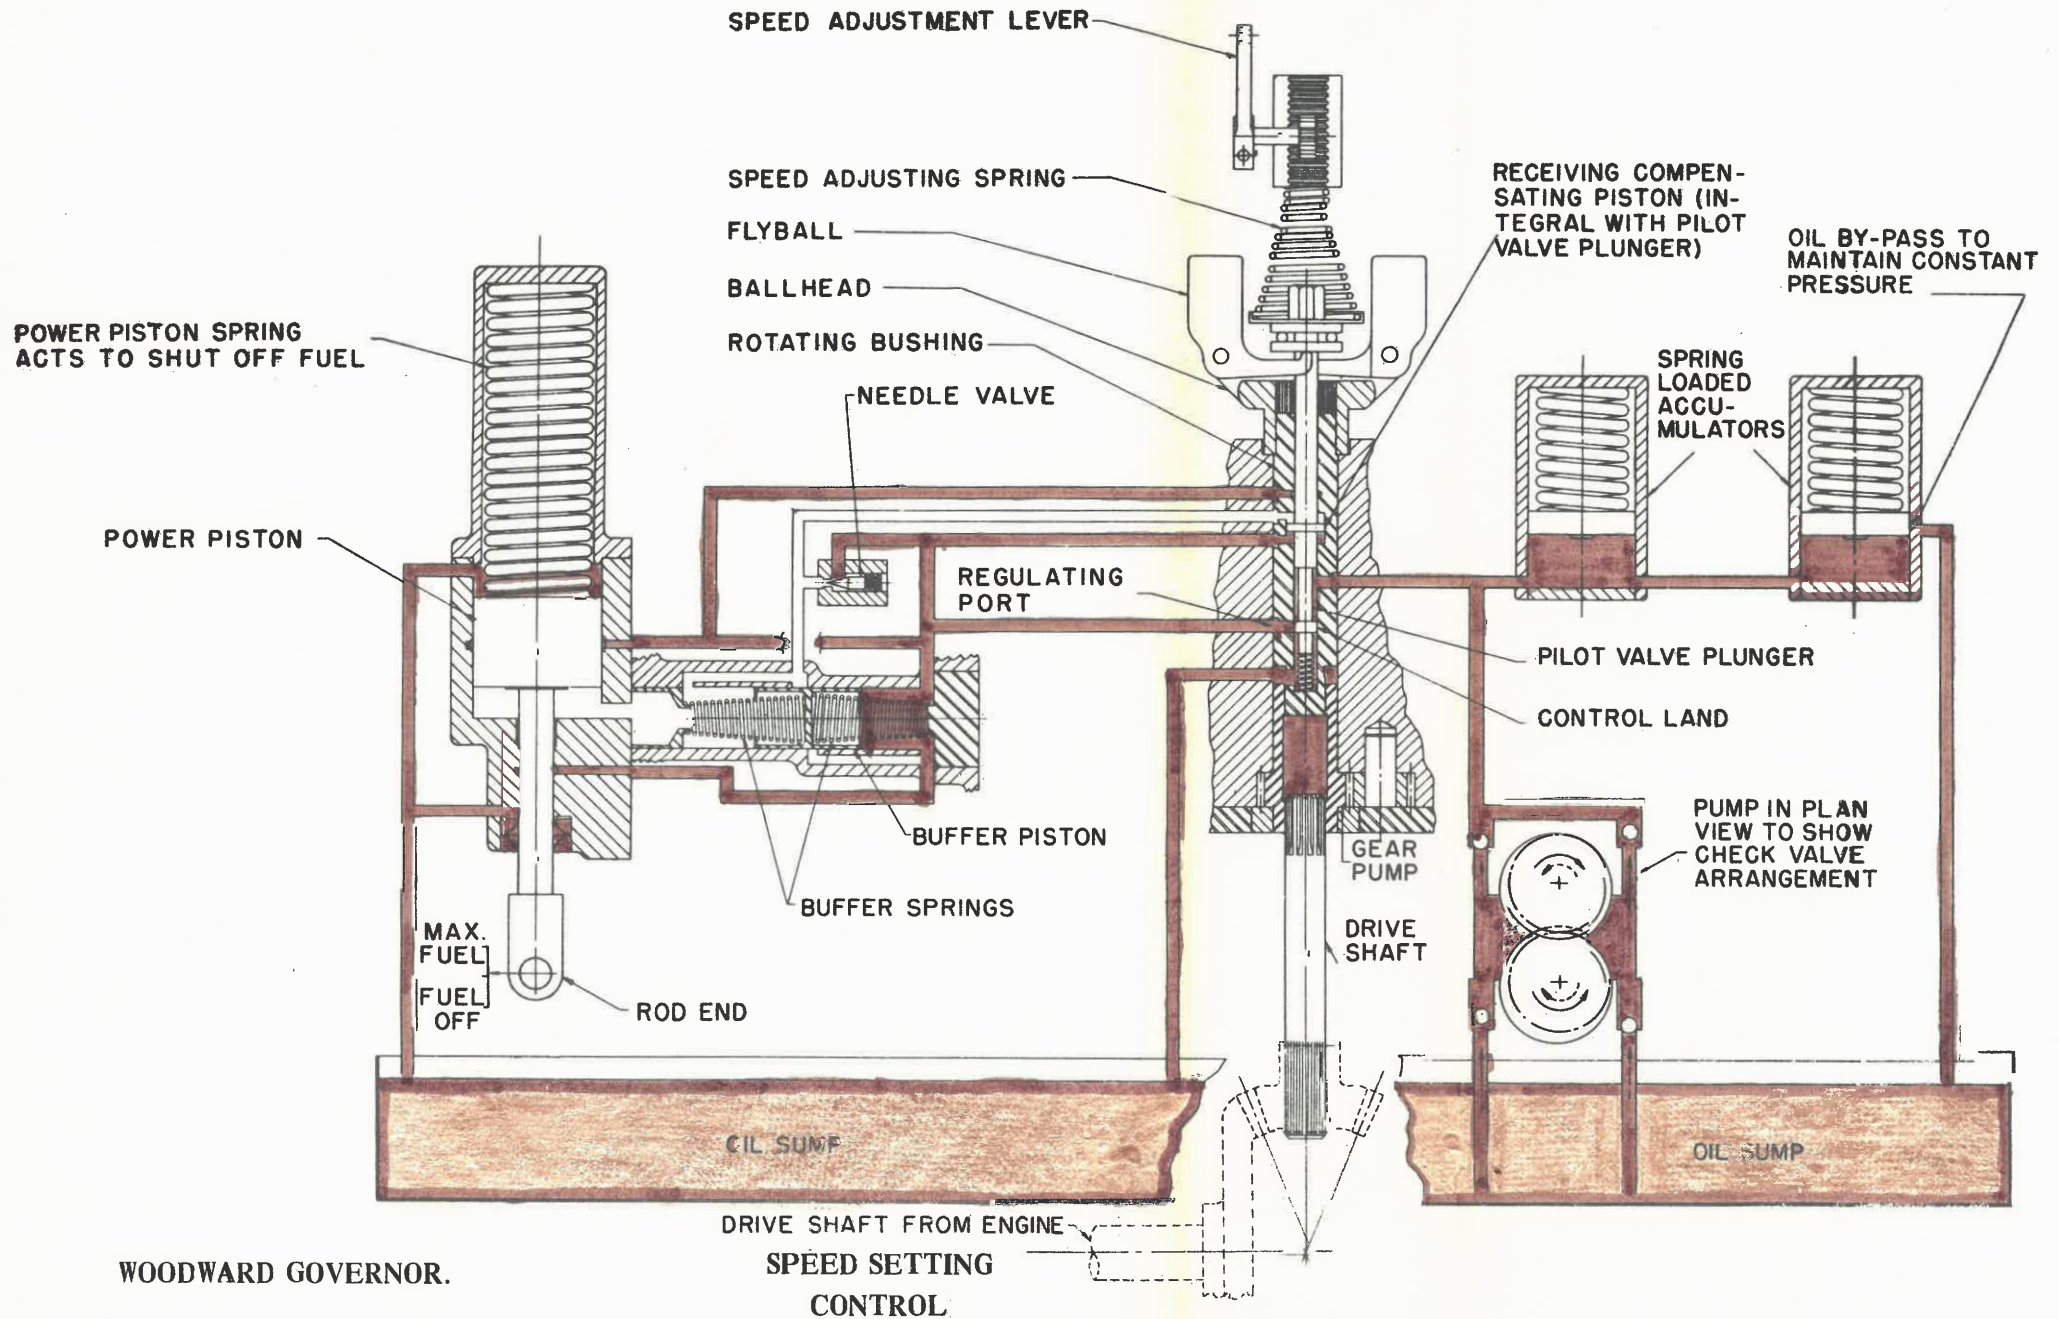 SPEED ADJUSTMENT LEVER
SPEED ADJUSTING SPRING
FLYBALL
BALLHEAD
ROTATING BUSHING
NEEDLE VALVE
RECEIVING COMPEN-
SATING PISTON (IN-
TEGRAL WITH PILOT
VALVE PLUNGER)
OIL BY-PASS TO
MAINTAIN CONSTANT
PRESSURE
POWER PISTON SPRING
ACTS TO SHUT OFF FUEL
SPRING
LOADED
ACCU-
MULATORS
POWER PISTON
REGULATING
PORT
PILOT VALVE PLUNGER
CONTROL LAND
BUFFER PISTON
BUFFER SPRINGS
GEAR
PUMP
PUMP IN PLAN
VIEW TO SHOW
CHECK VALVE
ARRANGEMENT
MAX.
FUEL
FUEL
OFF
ROD END
DRIVE
SHAFT
OIL SUMP
OIL SUMP
DRIVE SHAFT FROM ENGINE
WOODWARD GOVERNOR.
SPEED SETTING
CONTROL